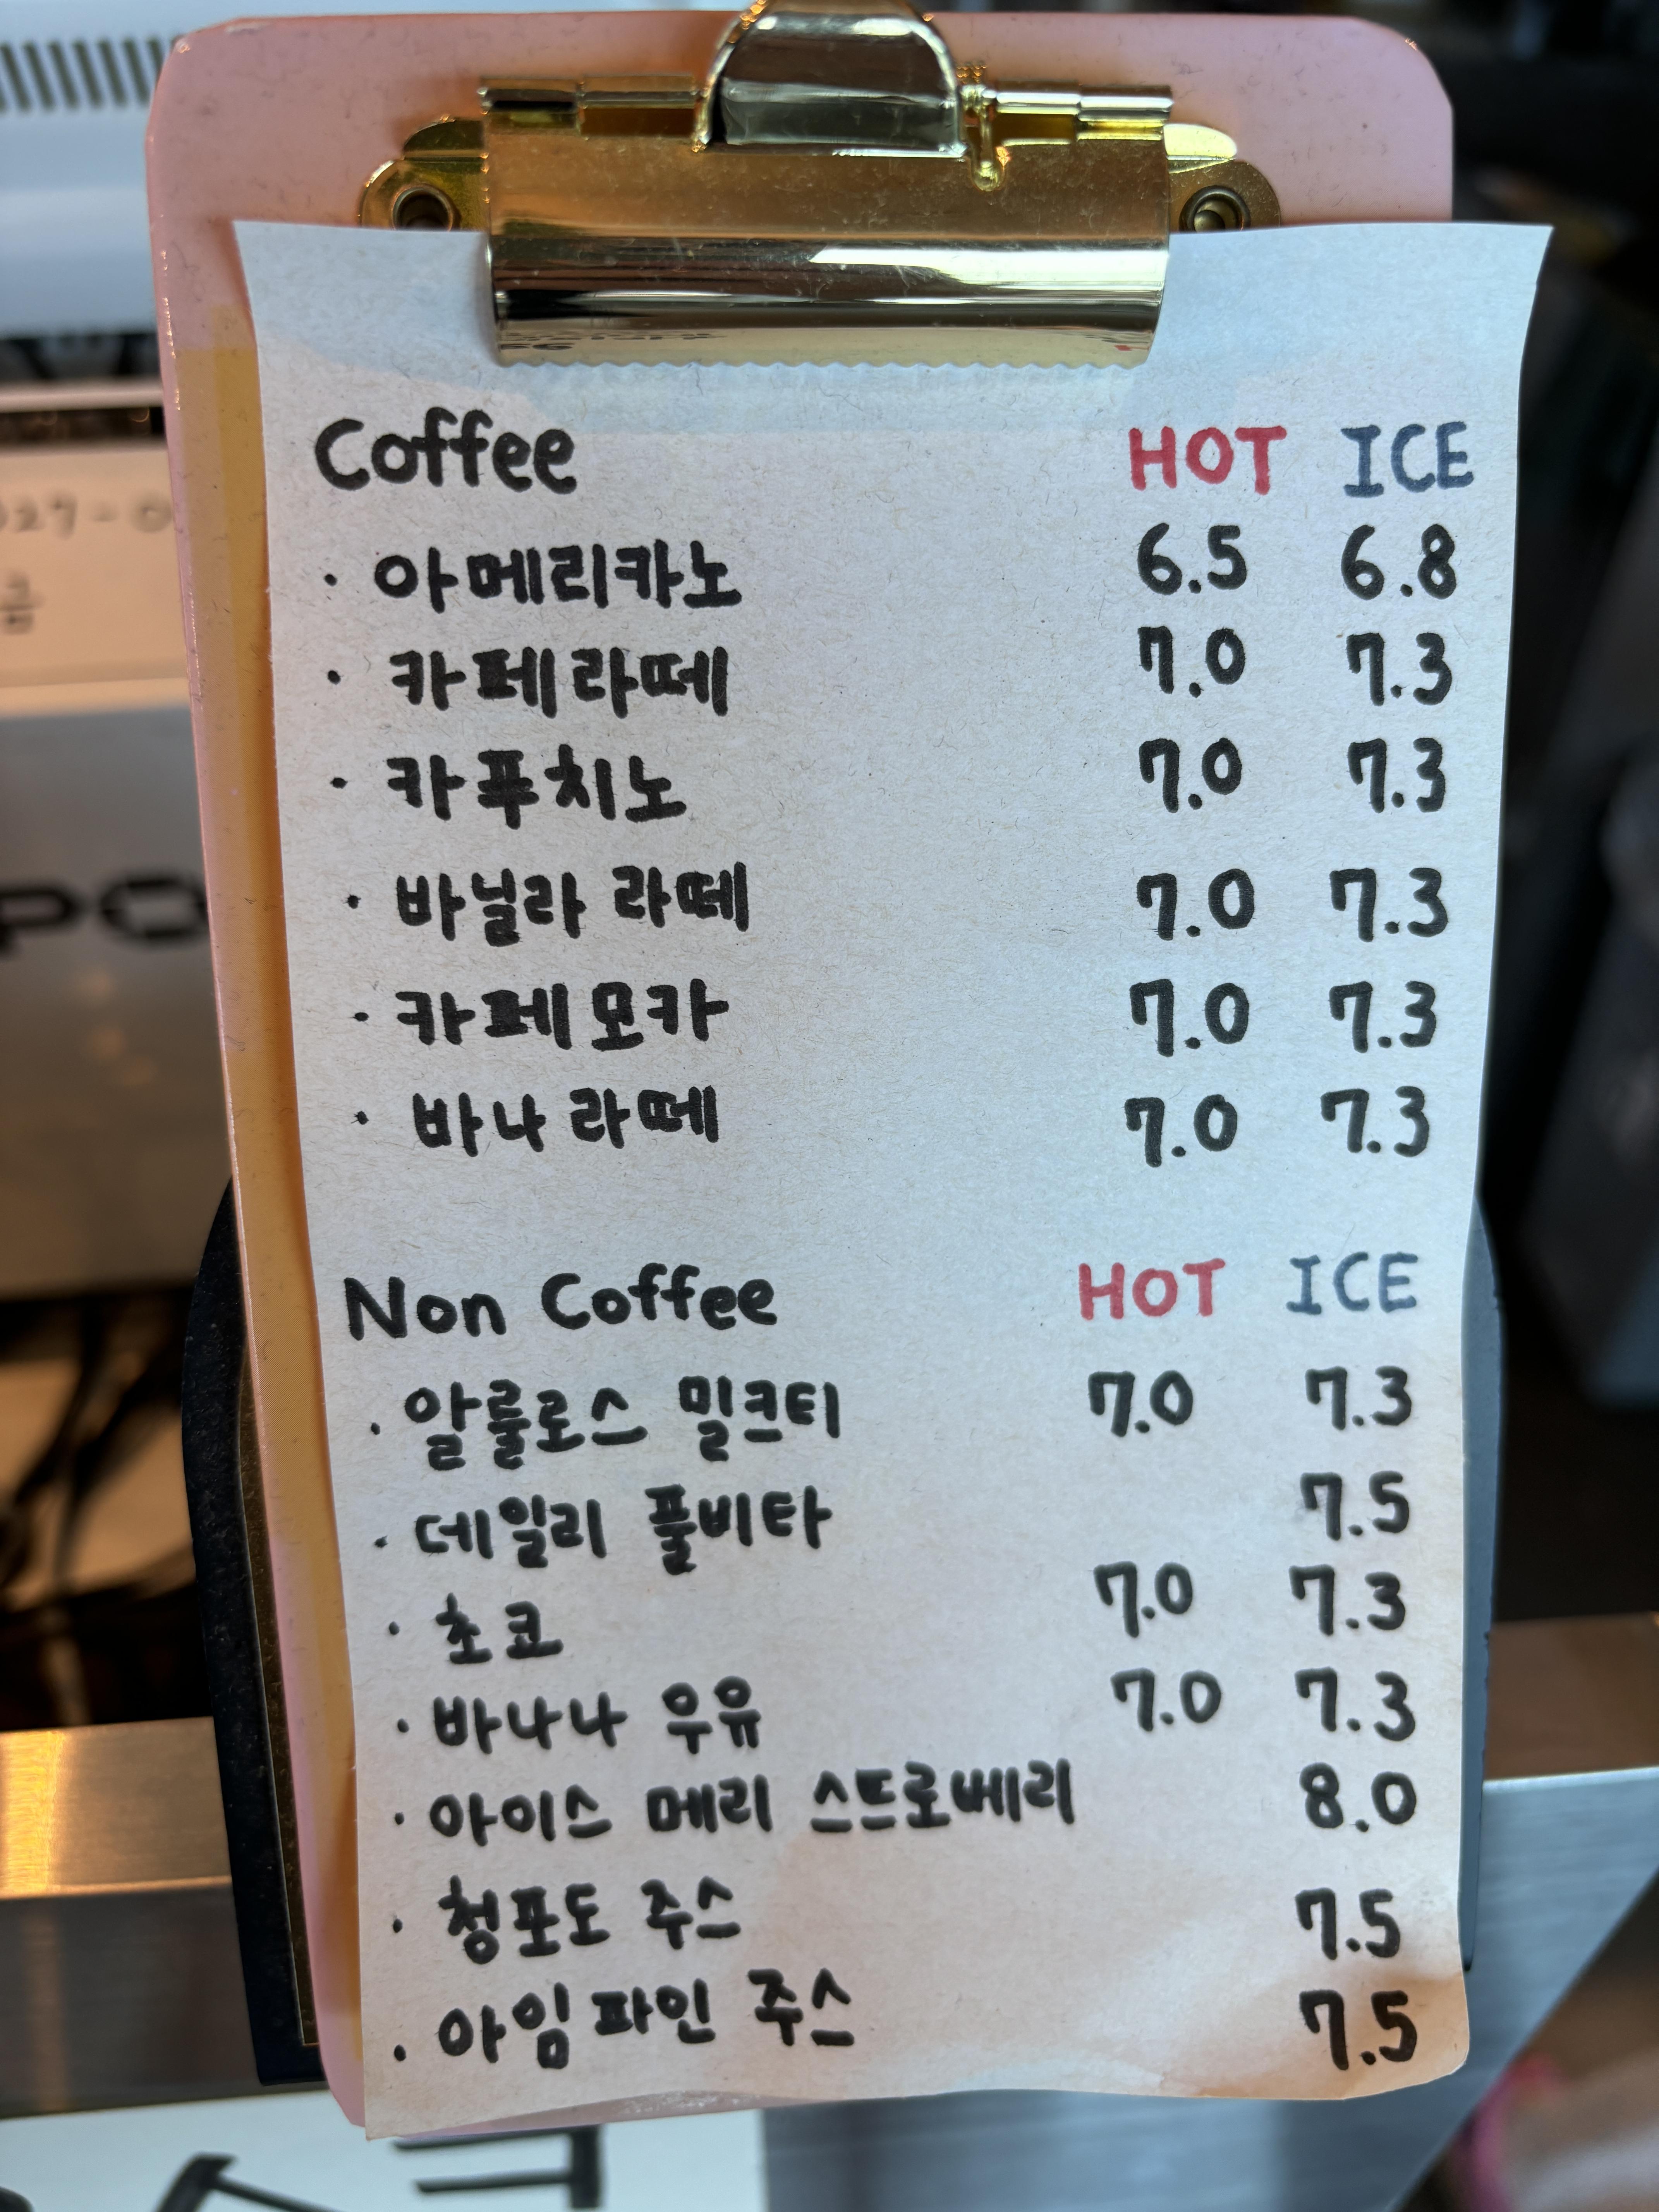 Coffee HOT ICE
· 아메리카노 6.5 6.8
· 카페라떼 7.0 7.3
· 카푸치노 7.0 7.3
· 바닐라 라떼 7.0 7.3
· 카페모카 7.0 7.3
· 바나라떼 7.0 7.3
Non Coffee HOT ICE
· 알룰로스 밀크티 7.0 7.3
· 데일리 풀비타 7.5
· 초코 7.0 7.3
· 바나나 우유 7.0 7.3
· 아이스 메리 스뜨로베리 8.0
· 청포도 주스 7.5
· 아임파인 주스 7.5